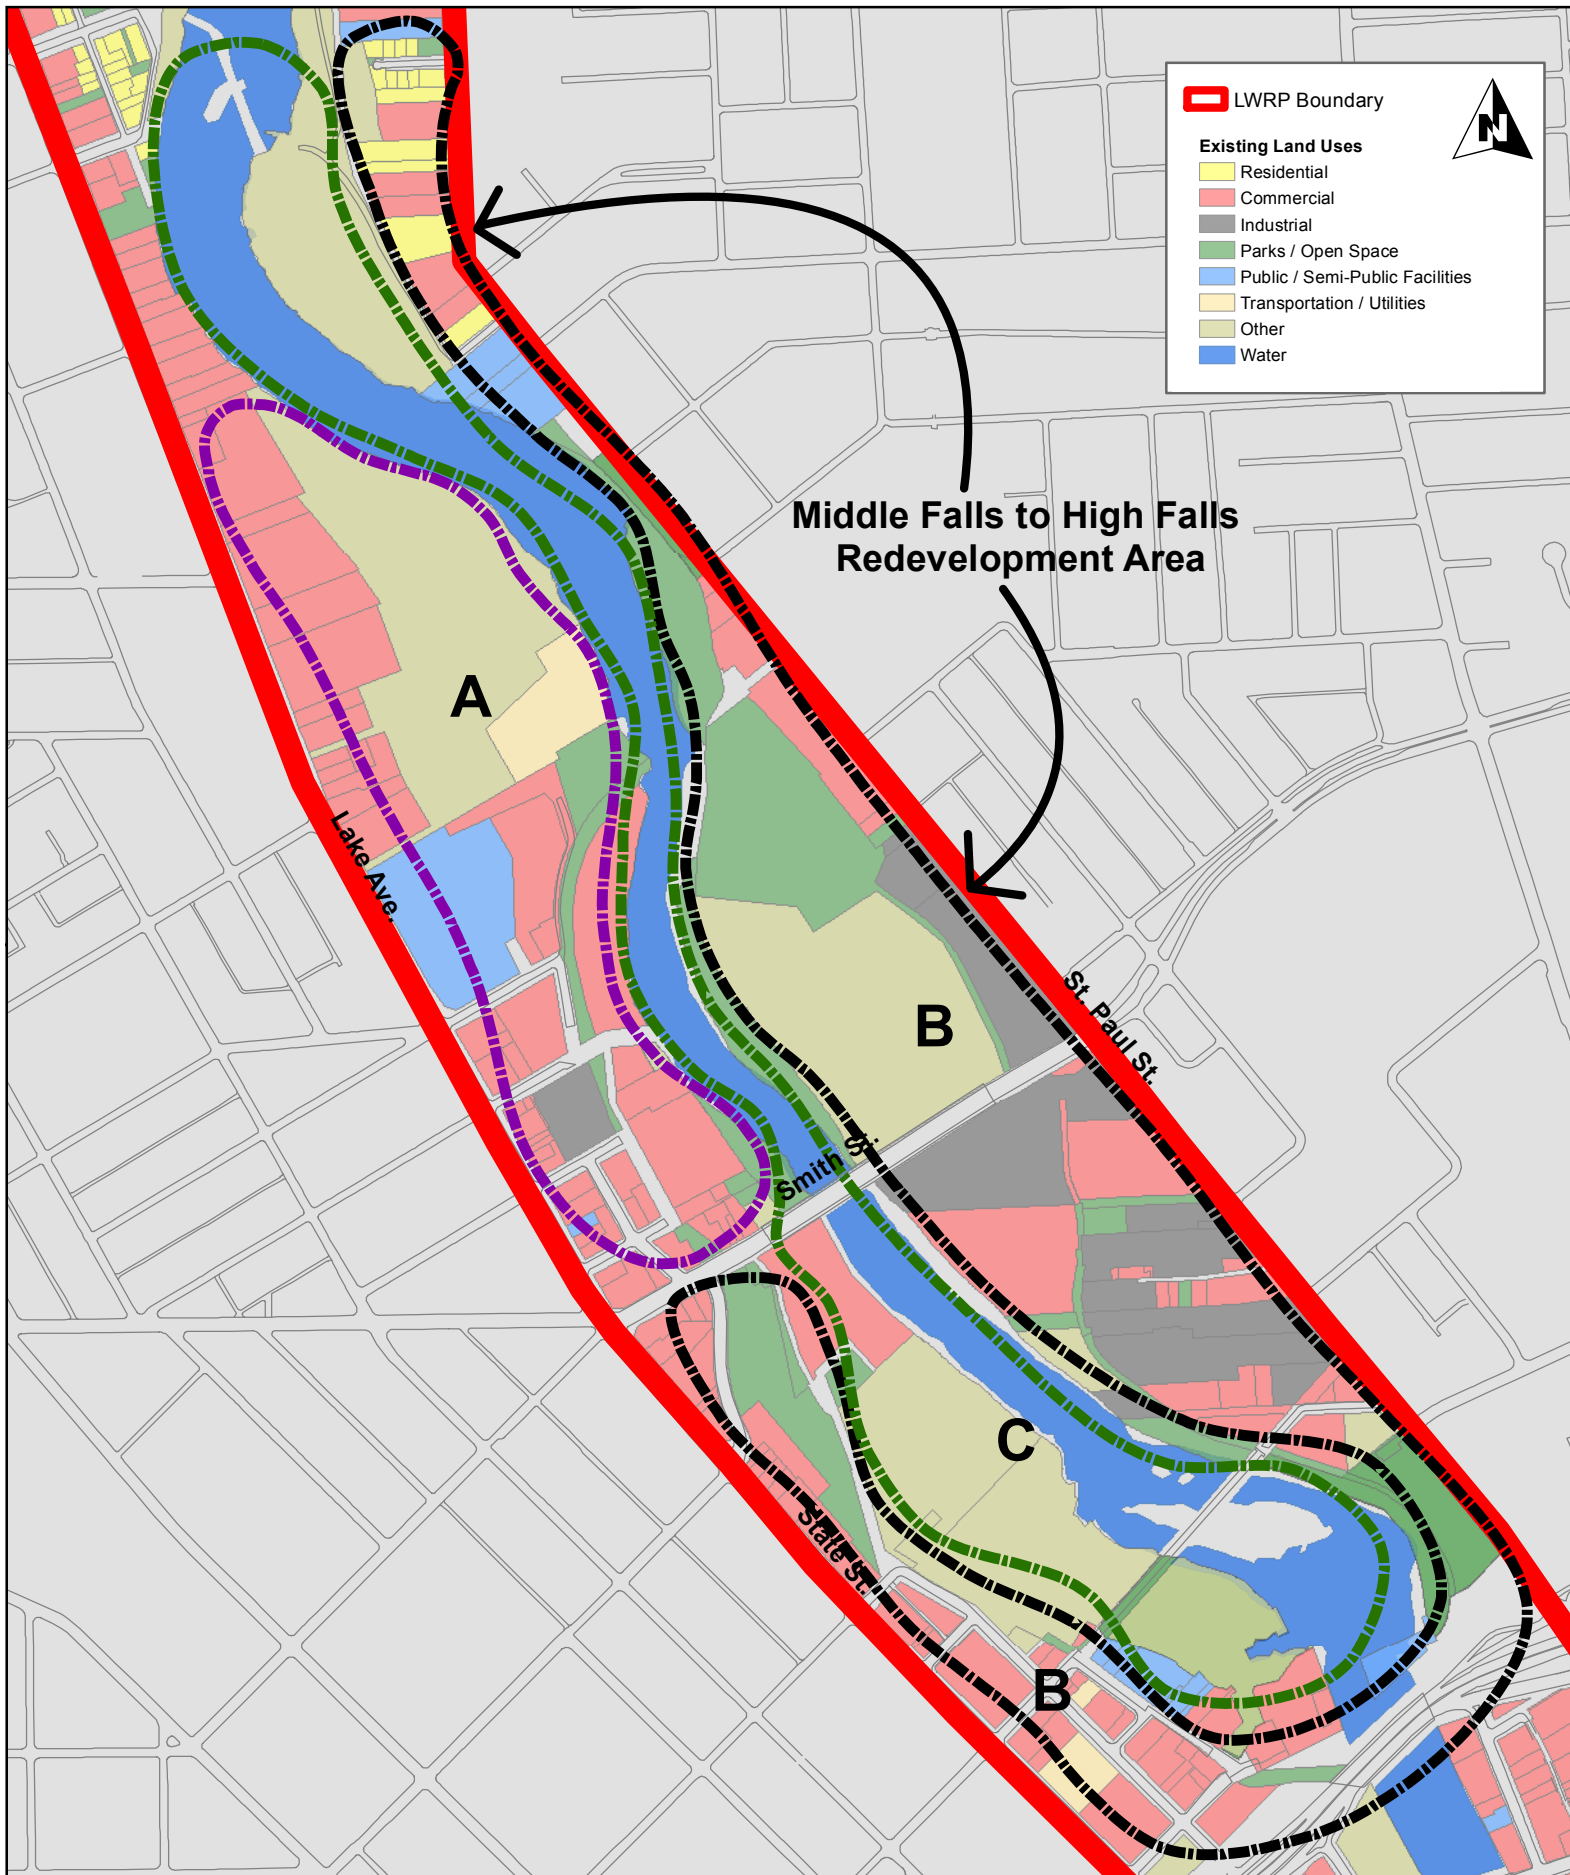 LWRP Boundary
N
Existing Land Uses
Residential
Commercial
Industrial
Parks / Open Space
Public / Semi-Public Facilities
Transportation / Utilities
Other
Water
Middle Falls to High Falls
Redevelopment Area
A
Lake Ave.
B
St. Paul St.
Smith St.
C
State St.
B